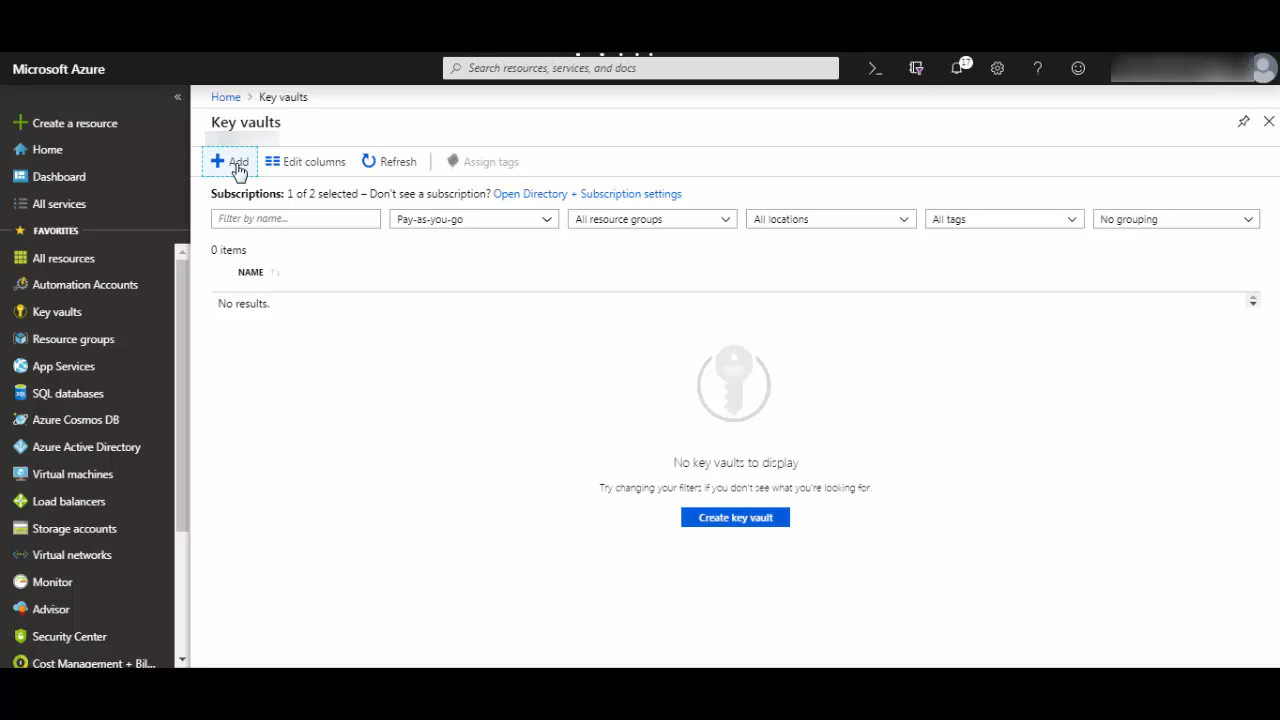 Microsoft Azure
Search resources, services, and docs
17
«
Create a resource
Home
Dashboard
All services
FAVORITES
All resources
Automation Accounts
Key vaults
Resource groups
App Services
SQL databases
Azure Cosmos DB
Azure Active Directory
Virtual machines
Load balancers
Storage accounts
Virtual networks
Monitor
Advisor
Security Center
Cost Management + Bil...
Home > Key vaults
Key vaults
Add Edit columns Refresh Assign tags
Subscriptions: 1 of 2 selected – Don't see a subscription? Open Directory + Subscription settings
Filter by name... Pay-as-you-go All resource groups All locations All tags No grouping
0 items
NAME
No results.
No key vaults to display
Try changing your filters if you don't see what you're looking for.
Create key vault